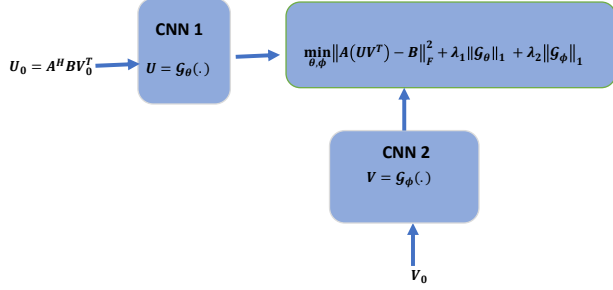 CNN 1
U₀ = AᴴBV₀ᵀ
U = 𝒢_θ(.)
min_{θ,ϕ} ‖A(UVᵀ) − B‖²_F + λ₁‖𝒢_θ‖₁ + λ₂‖𝒢_ϕ‖₁
CNN 2
V = 𝒢_ϕ(.)
V₀